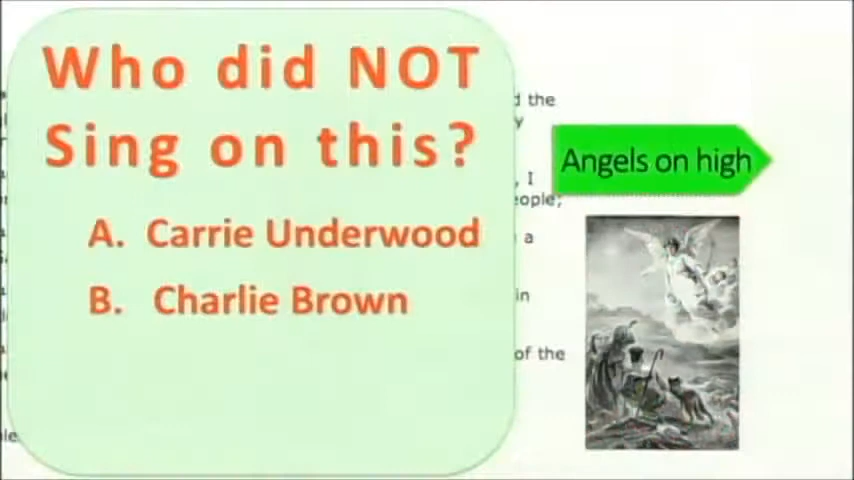 Who did NOT
Sing on this?
A. Carrie Underwood
B. Charlie Brown
d the
y
, I
eople;
a
in
of the
Angels on high